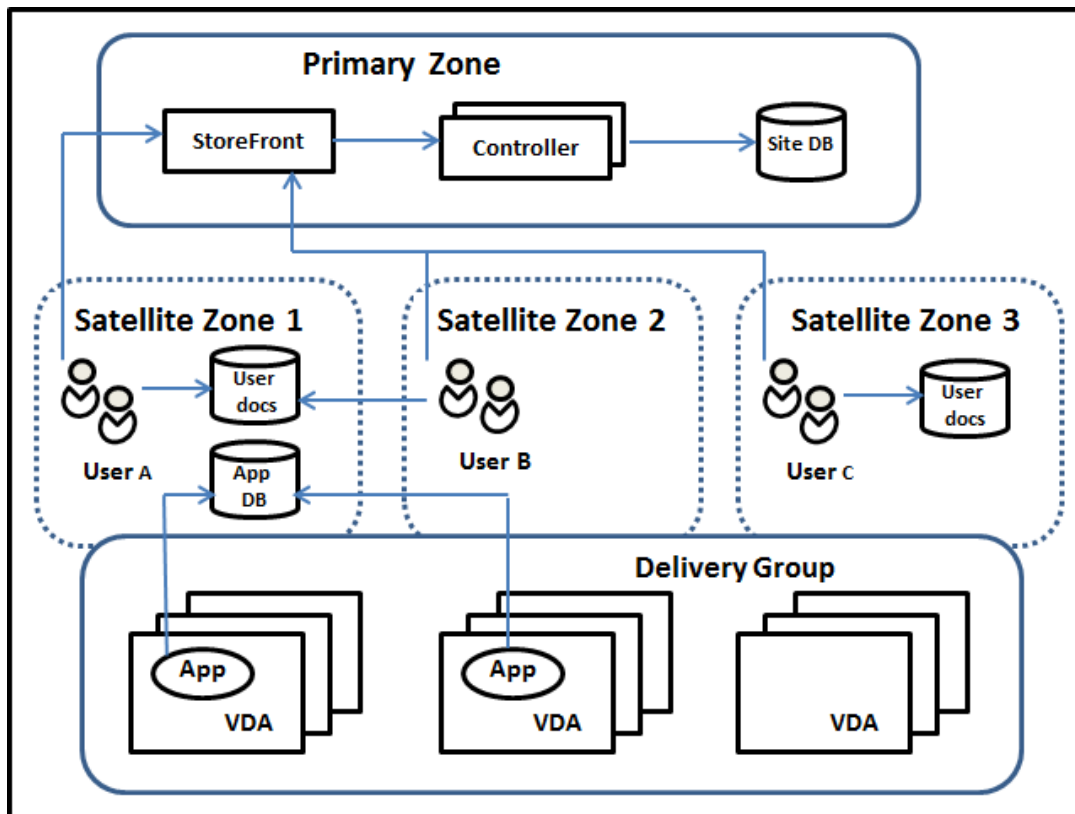 Primary Zone
StoreFront
Controller
Site DB
Satellite Zone 1
Satellite Zone 2
Satellite Zone 3
User
docs
User
docs
User A
User B
User C
App
DB
Delivery Group
App
VDA
App
VDA
VDA